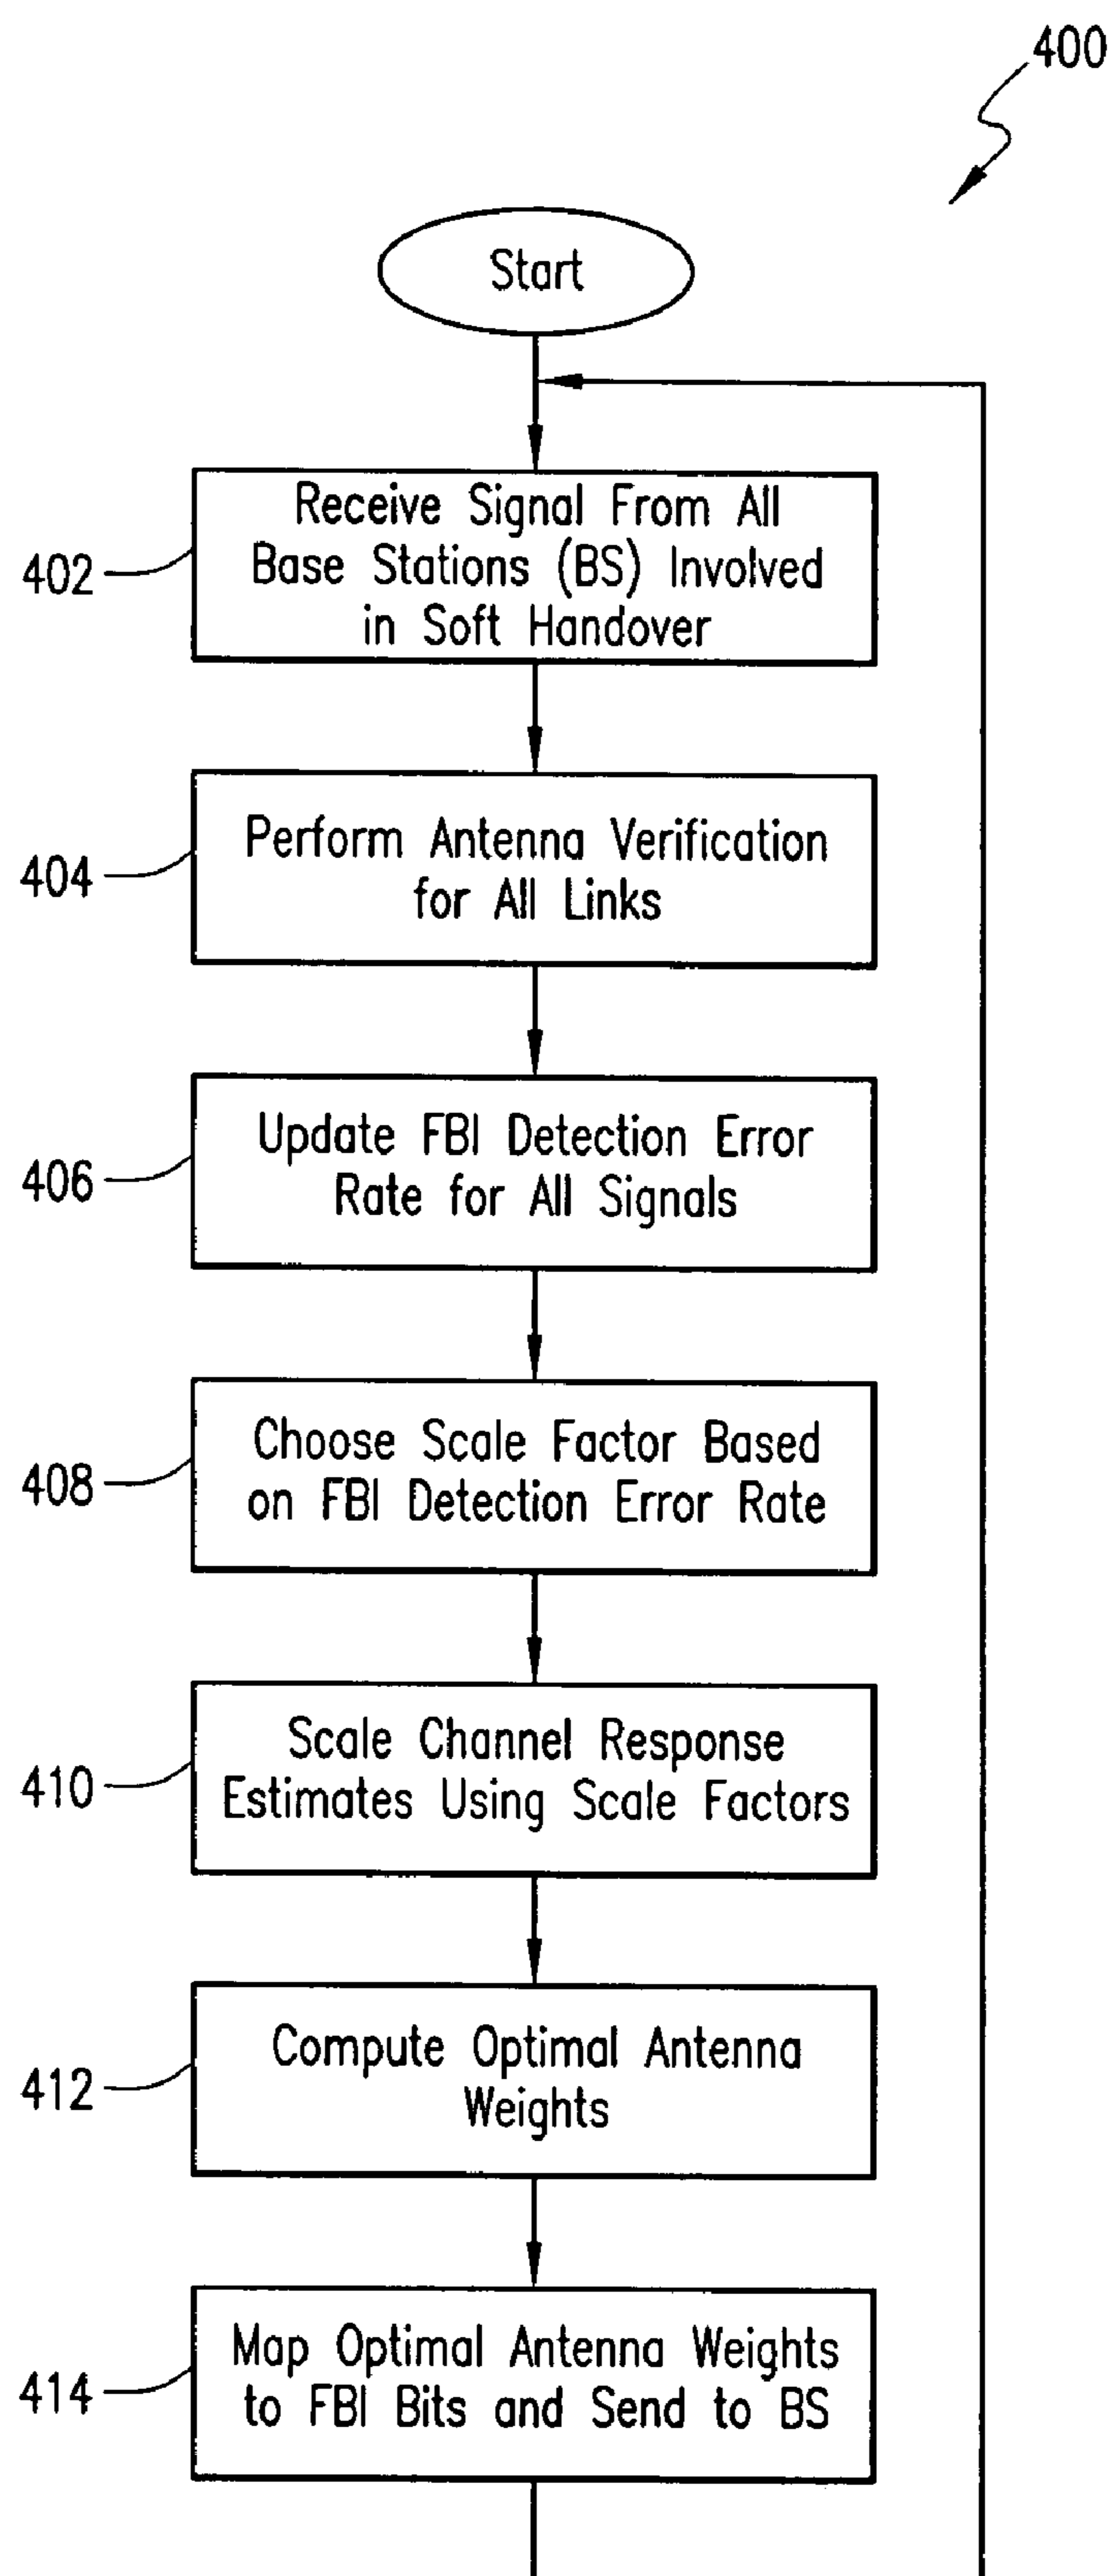 400
Start
402
Receive Signal From All
Base Stations (BS) Involved
in Soft Handover
404
Perform Antenna Verification
for All Links
406
Update FBI Detection Error
Rate for All Signals
408
Choose Scale Factor Based
on FBI Detection Error Rate
410
Scale Channel Response
Estimates Using Scale Factors
412
Compute Optimal Antenna
Weights
414
Map Optimal Antenna Weights
to FBI Bits and Send to BS